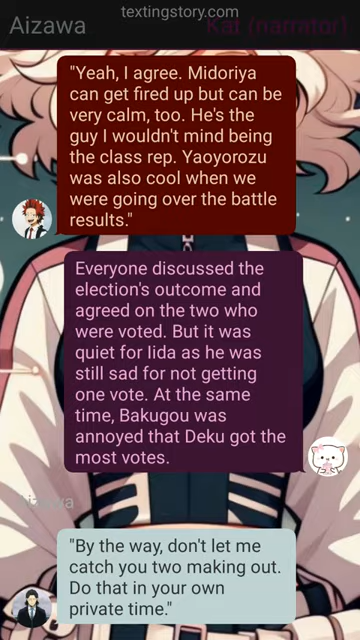 textingstory.com
Aizawa
Kat (narrator)
"Yeah, I agree. Midoriya
can get fired up but can be
very calm, too. He's the
guy I wouldn't mind being
the class rep. Yaoyorozu
was also cool when we
were going over the battle
results."
Everyone discussed the
election's outcome and
agreed on the two who
were voted. But it was
quiet for Iida as he was
still sad for not getting
one vote. At the same
time, Bakugou was
annoyed that Deku got the
most votes.
Aizawa
"By the way, don't let me
catch you two making out.
Do that in your own
private time."